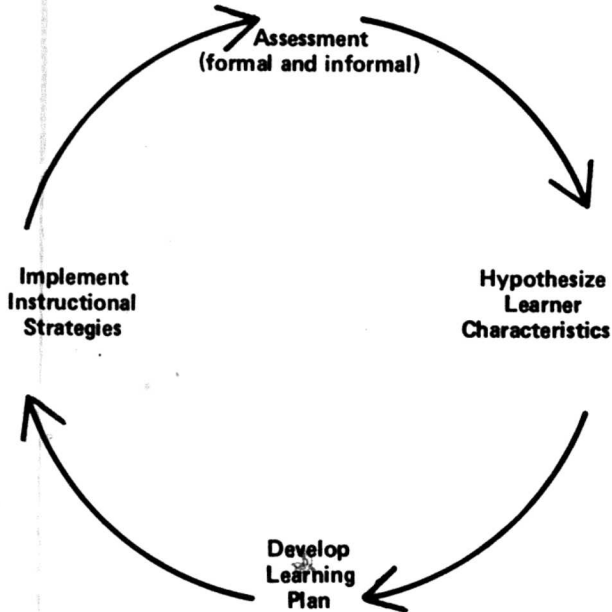 Assessment
(formal and informal)
Hypothesize
Learner
Characteristics
Develop
Learning
Plan
Implement
Instructional
Strategies